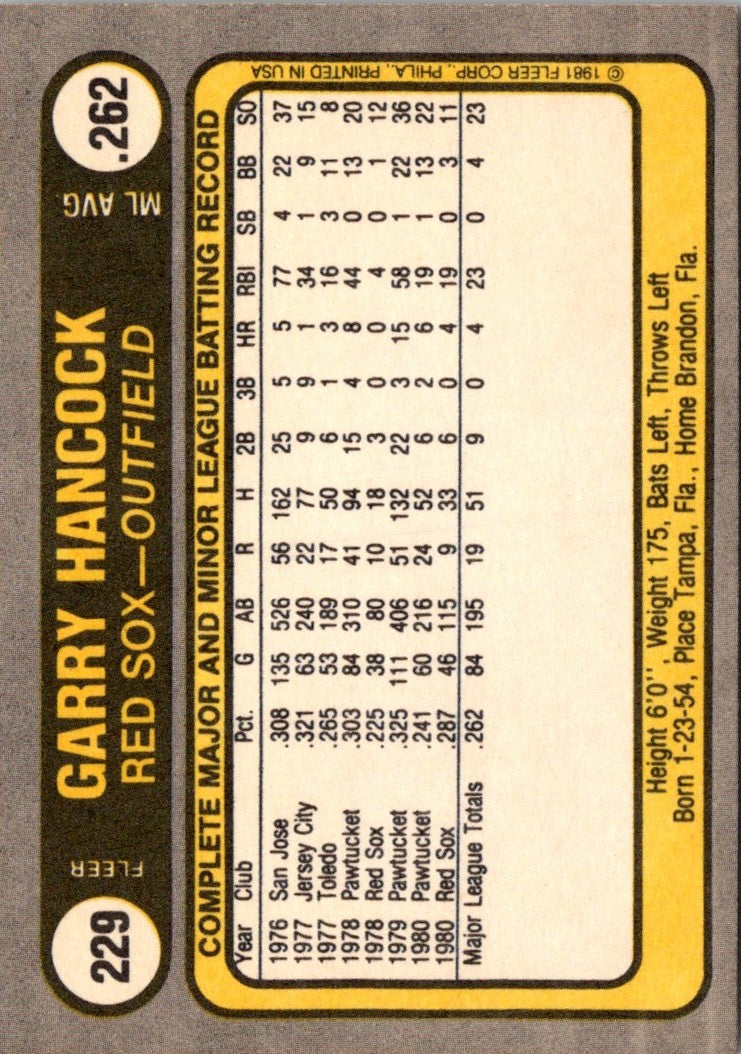 229 FLEER GARRY HANCOCK ML AVG .262
RED SOX—OUTFIELD
COMPLETE MAJOR AND MINOR LEAGUE BATTING RECORD
Year Club Pct. G AB R H 2B 3B HR RBI SB BB SO
1976 San Jose .308 135 526 56 162 25 5 5 77 4 22 37
1977 Jersey City .321 63 240 22 77 9 9 1 34 1 9 15
1977 Toledo .265 53 189 17 50 6 1 3 16 3 11 8
1978 Pawtucket .303 84 310 41 94 15 4 8 44 0 13 20
1978 Red Sox .225 38 80 10 18 3 0 0 4 0 1 12
1979 Pawtucket .325 111 406 51 132 22 3 15 58 1 22 36
1980 Pawtucket .241 60 216 24 52 6 2 6 19 1 13 22
1980 Red Sox .287 46 115 9 33 6 0 4 19 0 3 11
Major League Totals .262 84 195 19 51 9 0 4 23 0 4 23
Height 6'0'', Weight 175, Bats Left, Throws Left
Born 1-23-54, Place Tampa, Fla., Home Brandon, Fla.
© 1981 FLEER CORP., PHILA., PRINTED IN USA